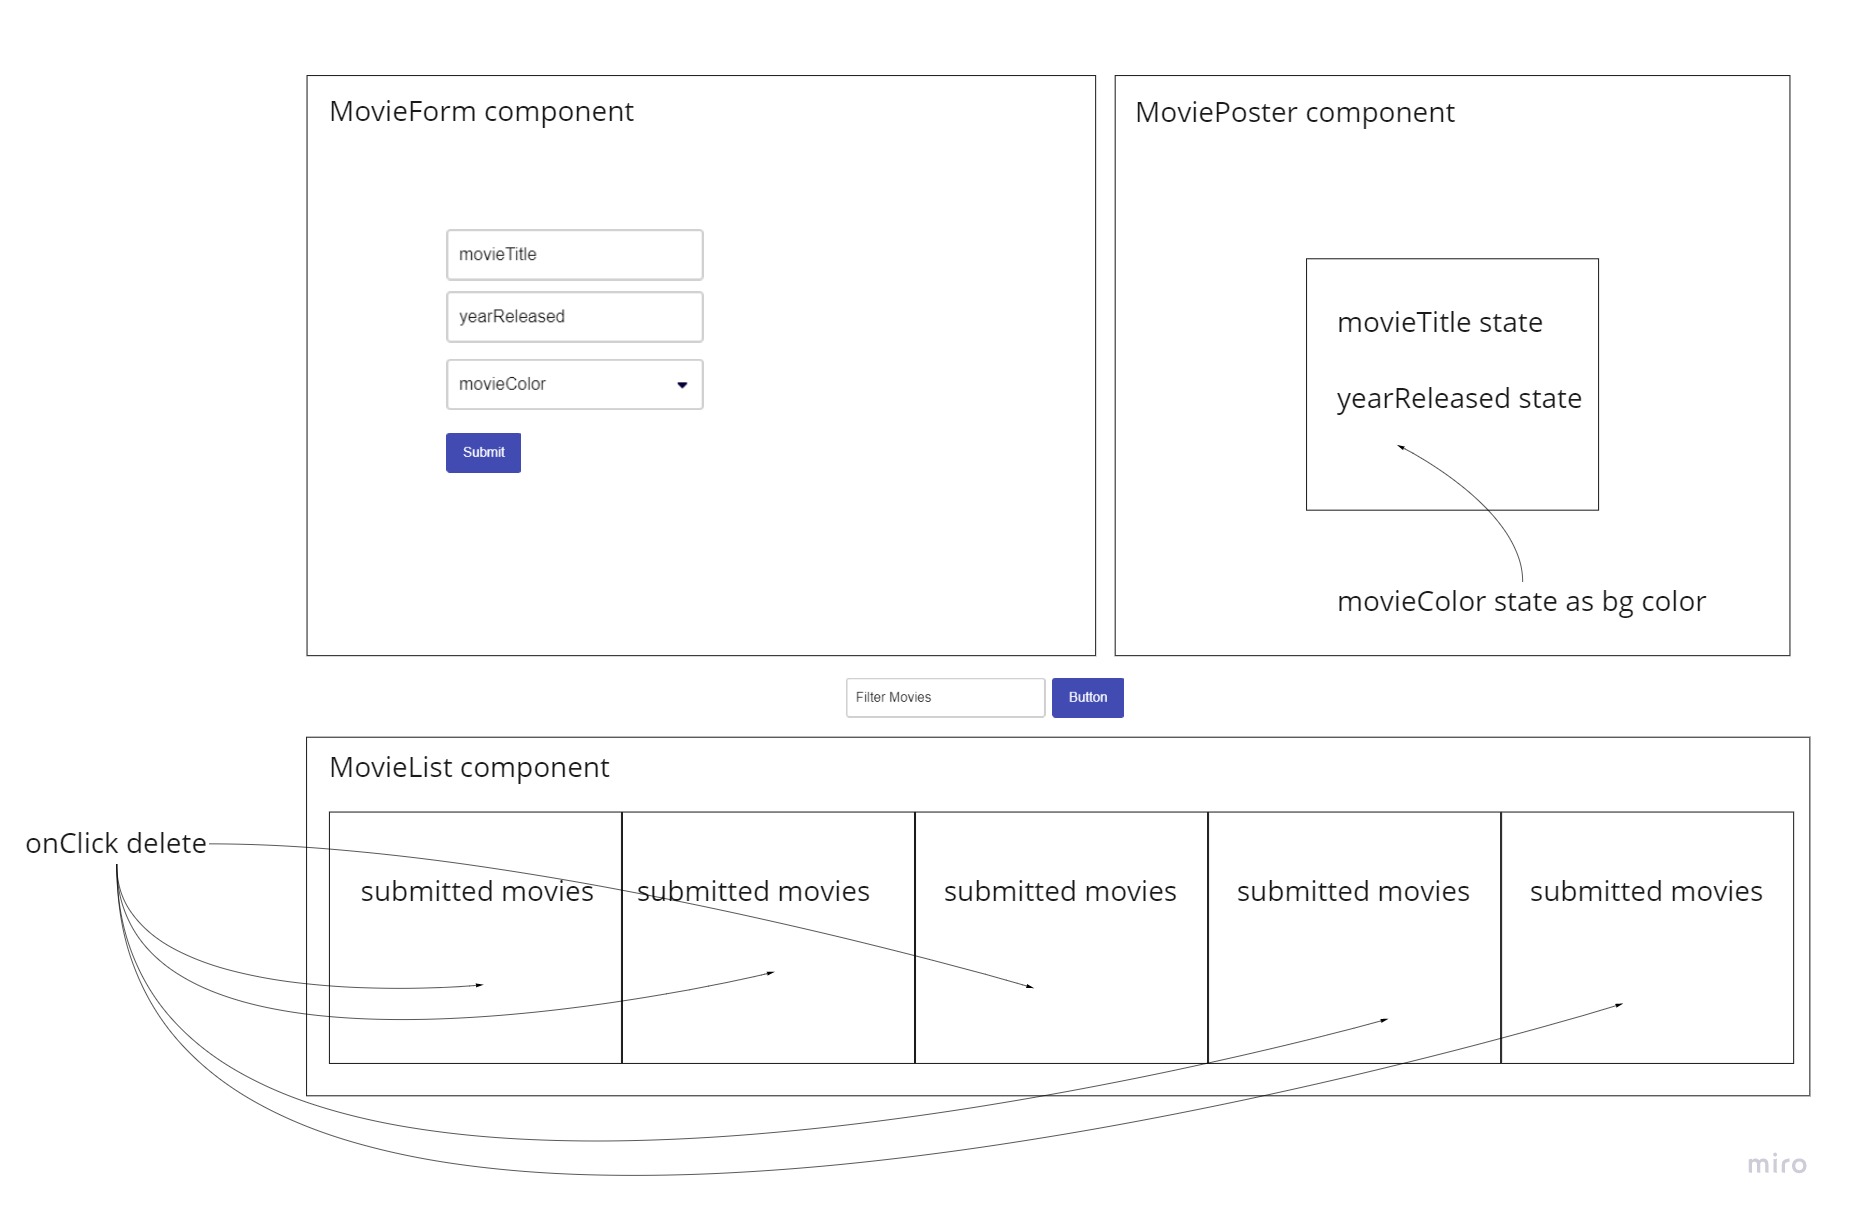 MovieForm component
movieTitle
yearReleased
movieColor
Submit
MoviePoster component
movieTitle state
yearReleased state
movieColor state as bg color
Filter Movies
Button
MovieList component
onClick delete
submitted movies
submitted movies
submitted movies
submitted movies
submitted movies
miro